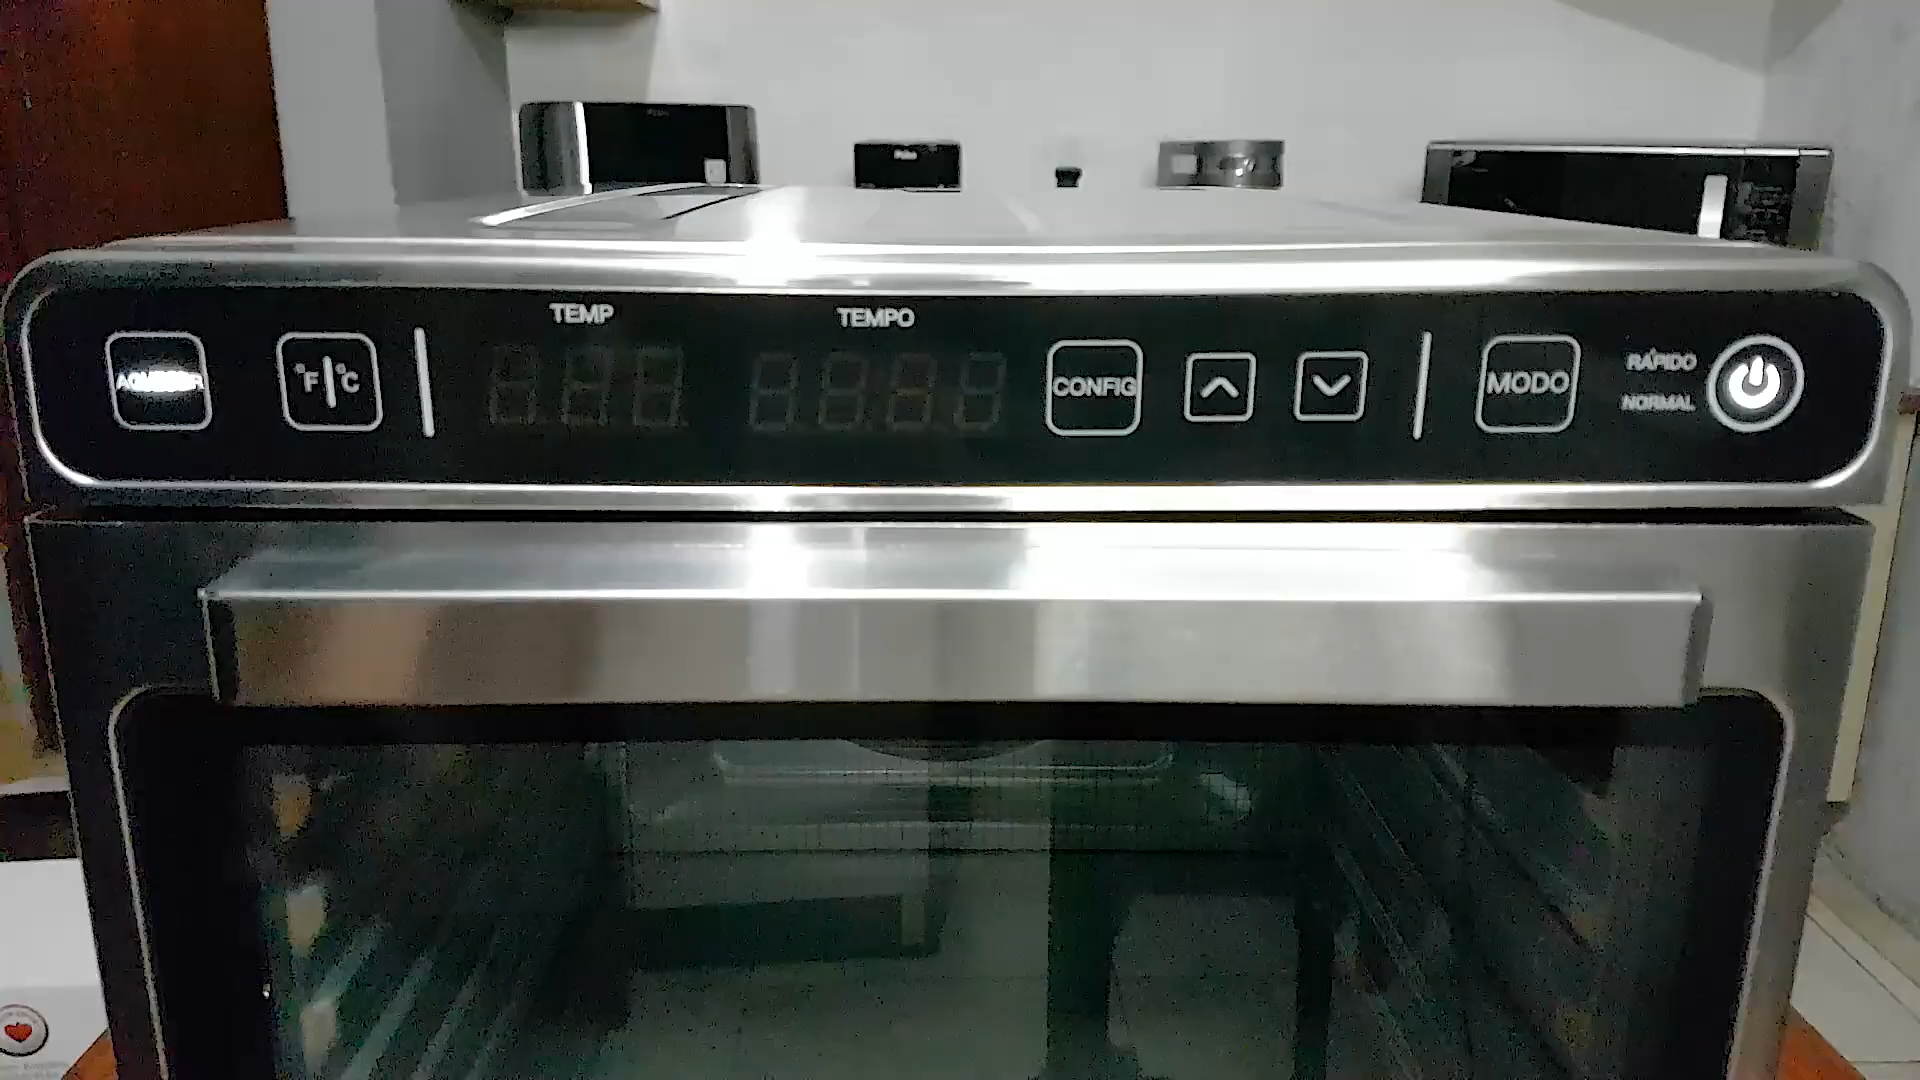 TEMP
TEMPO
°F|°C
CONFIG
MODO
RÁPIDO
NORMAL